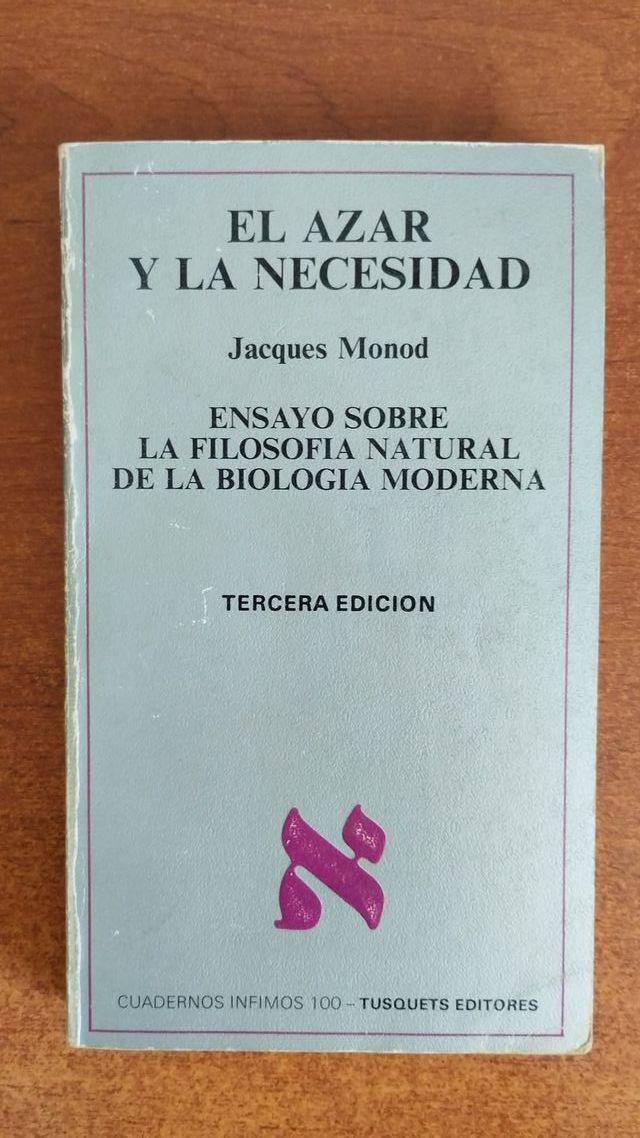 EL AZAR
Y LA NECESIDAD
Jacques Monod
ENSAYO SOBRE
LA FILOSOFIA NATURAL
DE LA BIOLOGIA MODERNA
TERCERA EDICION
א
CUADERNOS INFIMOS 100 – TUSQUETS EDITORES